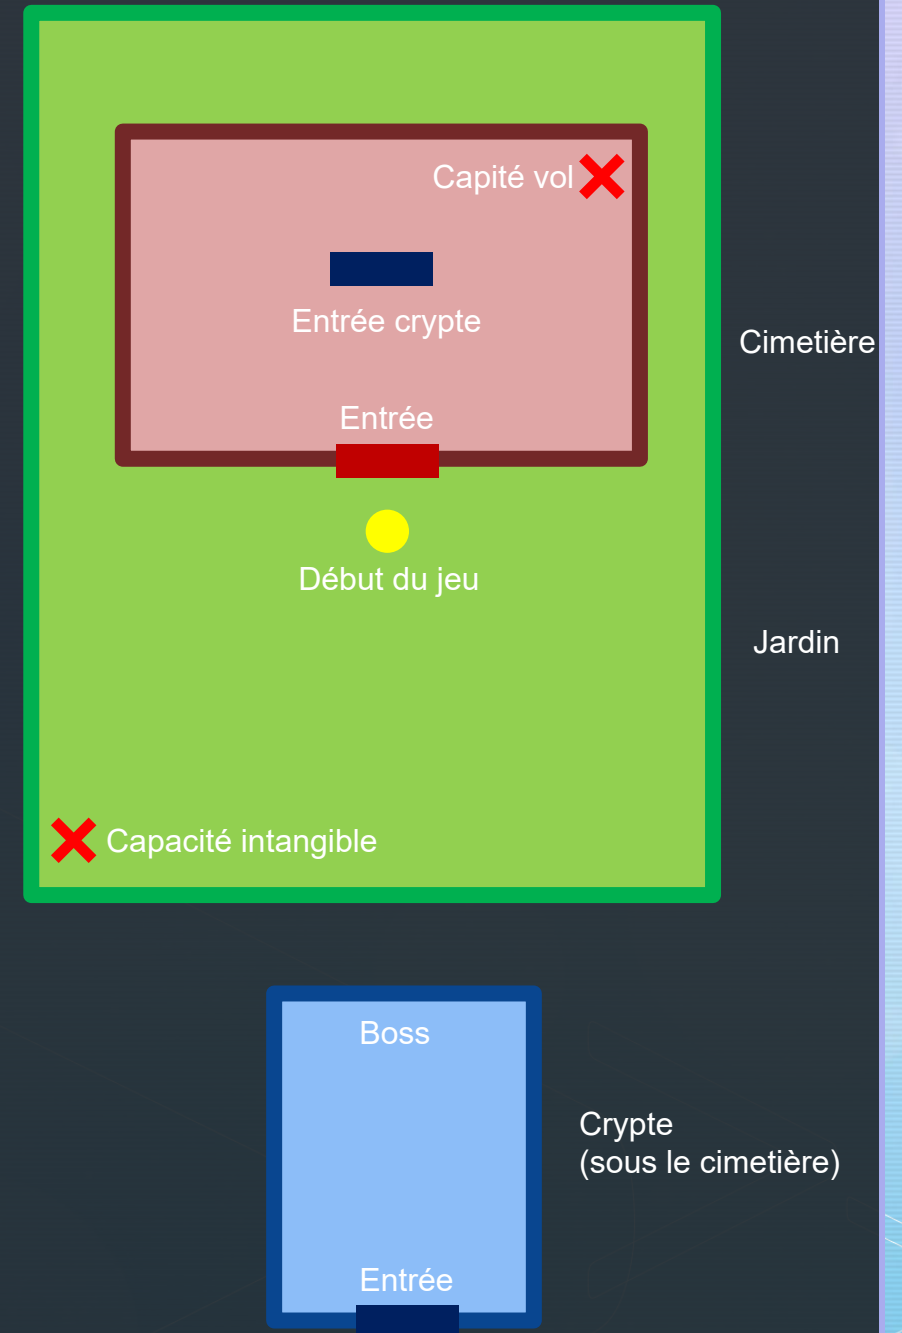 Capité vol
Entrée crypte
Cimetière
Entrée
Début du jeu
Jardin
Capacité intangible
Boss
Crypte
(sous le cimetière)
Entrée